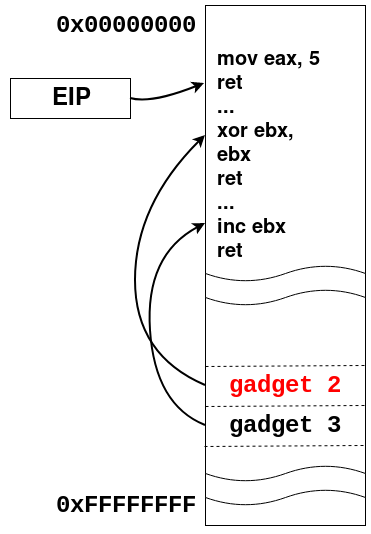 0x00000000
mov eax, 5
ret
EIP
...
xor ebx,
ebx
ret
...
inc ebx
ret
gadget 2
gadget 3
0xFFFFFFFF